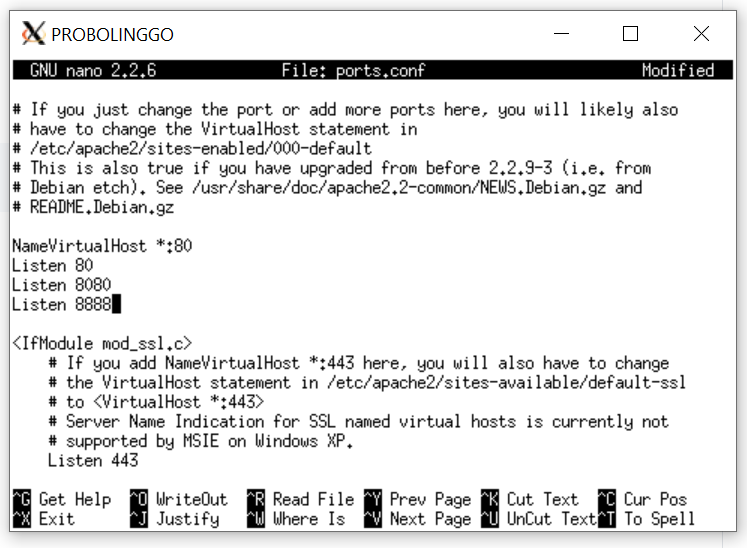 PROBOLINGGO
GNU nano 2.2.6 File: ports.conf Modified
# If you just change the port or add more ports here, you will likely also
# have to change the VirtualHost statement in
# /etc/apache2/sites-enabled/000-default
# This is also true if you have upgraded from before 2.2.9-3 (i.e. from
# Debian etch). See /usr/share/doc/apache2.2-common/NEWS.Debian.gz and
# README.Debian.gz
NameVirtualHost *:80
Listen 80
Listen 8080
Listen 8888
<IfModule mod_ssl.c>
# If you add NameVirtualHost *:443 here, you will also have to change
# the VirtualHost statement in /etc/apache2/sites-available/default-ssl
# to <VirtualHost *:443>
# Server Name Indication for SSL named virtual hosts is currently not
# supported by MSIE on Windows XP.
Listen 443
^G Get Help ^O WriteOut ^R Read File ^Y Prev Page ^K Cut Text ^C Cur Pos
^X Exit ^J Justify ^W Where Is ^V Next Page ^U UnCut Text ^T To Spell